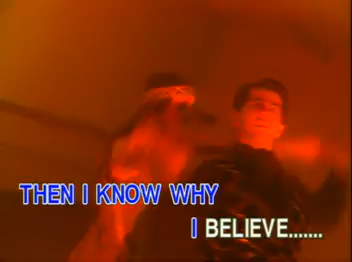 THEN I KNOW WHY
I BELIEVE.......